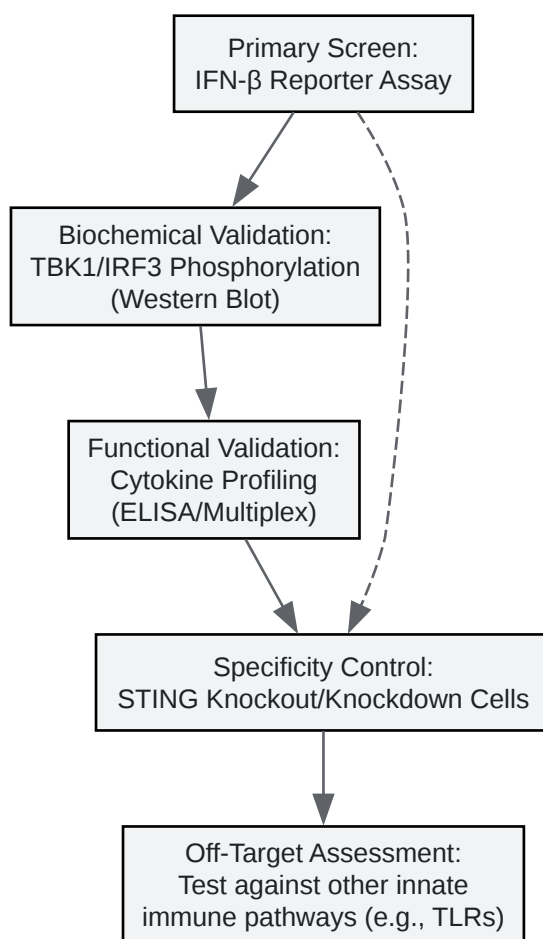 Primary Screen:
IFN-β Reporter Assay
Biochemical Validation:
TBK1/IRF3 Phosphorylation
(Western Blot)
Functional Validation:
Cytokine Profiling
(ELISA/Multiplex)
Specificity Control:
STING Knockout/Knockdown Cells
Off-Target Assessment:
Test against other innate
immune pathways (e.g., TLRs)